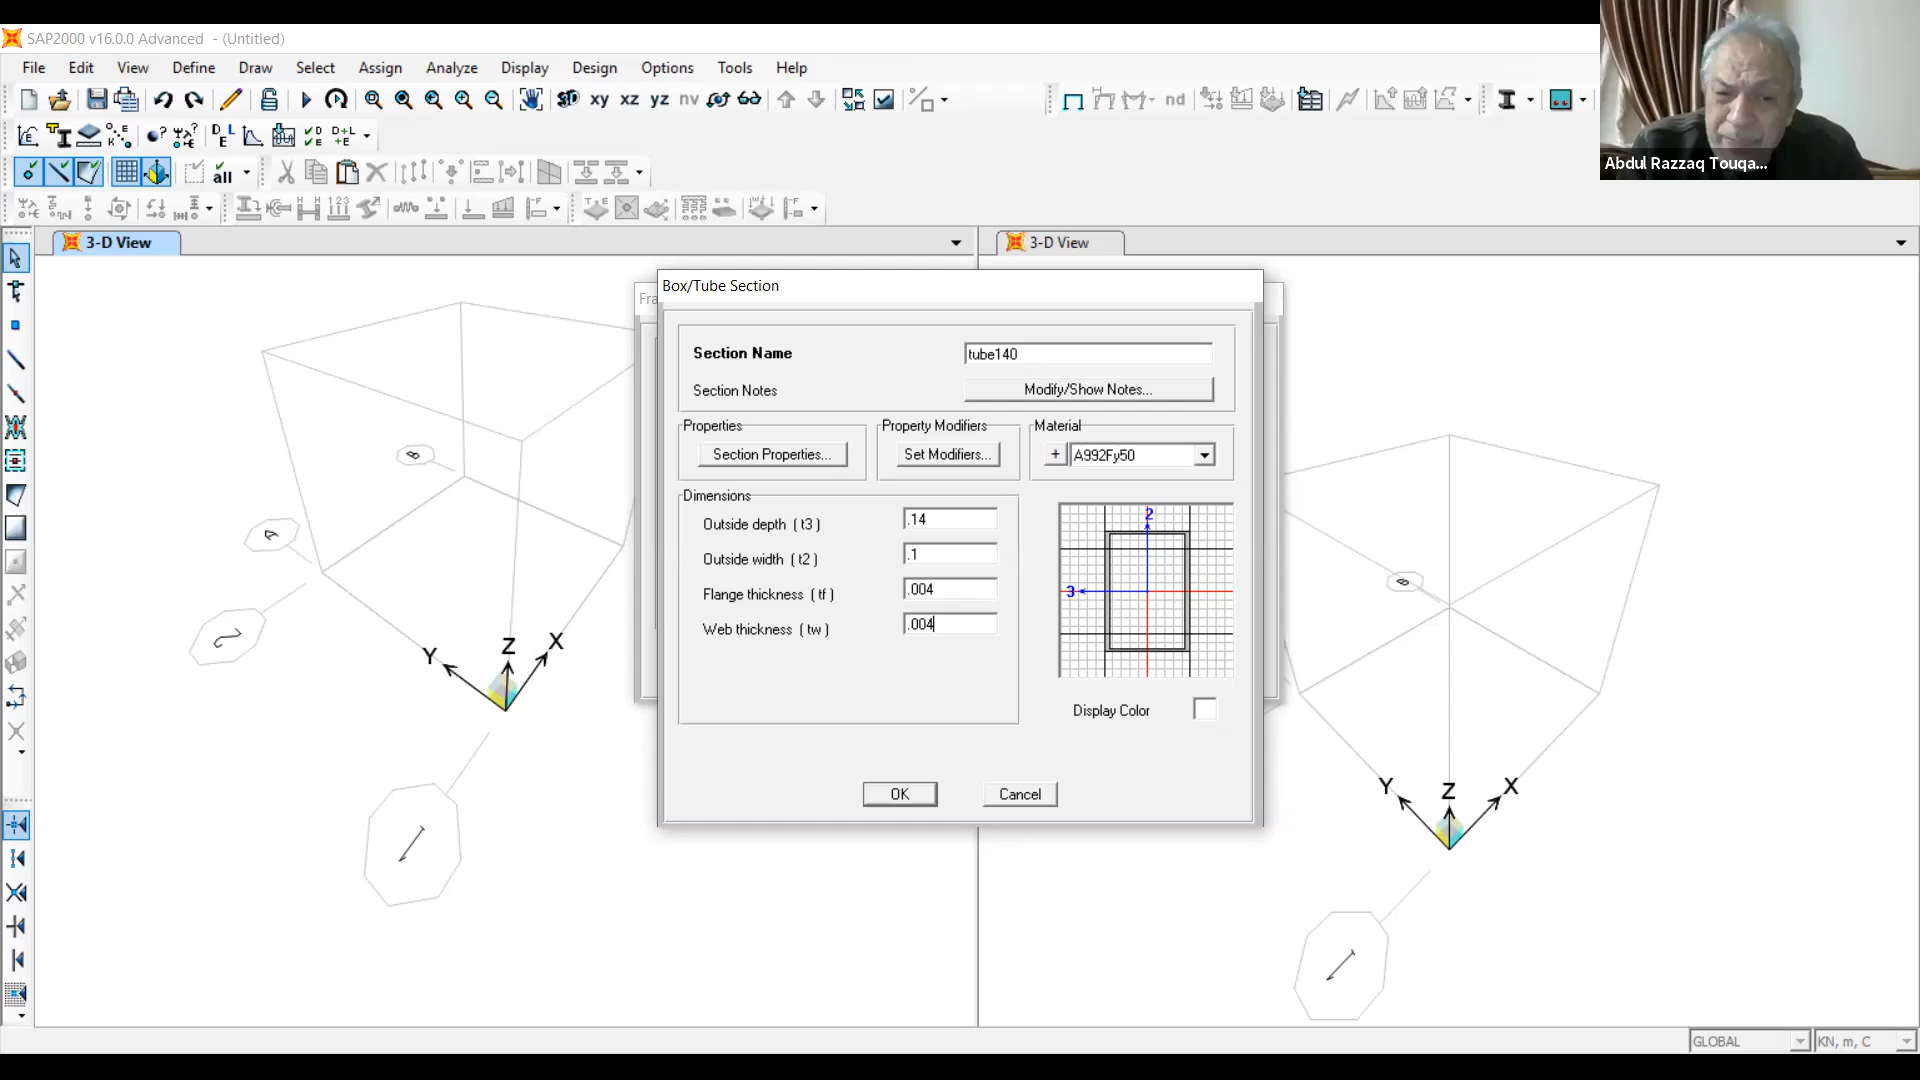 SAP2000 v16.0.0 Advanced - (Untitled)
File Edit View Define Draw Select Assign Analyze Display Design Options Tools Help
xy xz yz nv
nd
all
Abdul Razzaq Touqa...
3-D View
3-D View
Fra
Box/Tube Section
Section Name
tube140
Section Notes
Modify/Show Notes...
Properties
Section Properties...
Property Modifiers
Set Modifiers...
Material
+
A992Fy50
Dimensions
Outside depth ( t3 )
.14
Outside width ( t2 )
.1
Flange thickness ( tf )
.004
Web thickness ( tw )
.004
2
3
Display Color
OK
Cancel
Y
Z
X
Y
Z
X
GLOBAL
KN, m, C